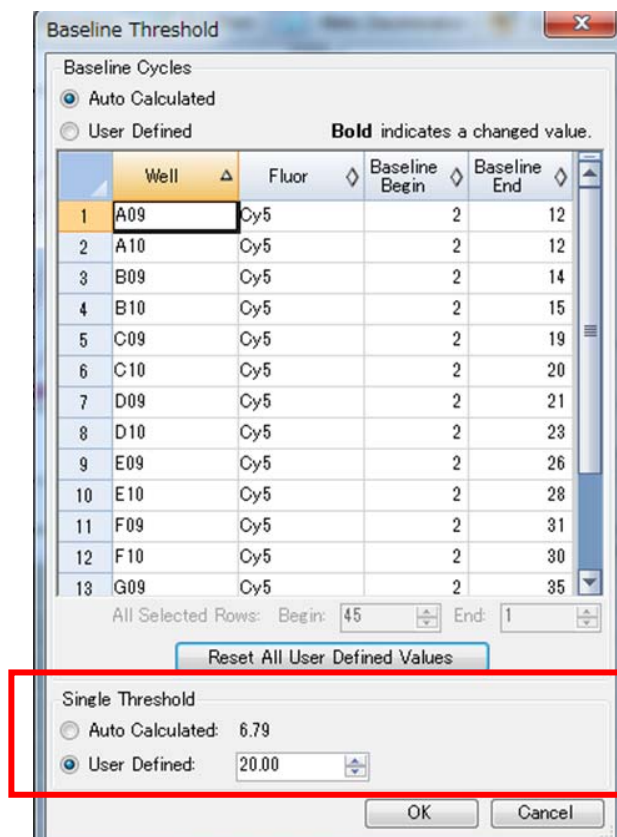 Baseline Threshold
Baseline Cycles
Auto Calculated
User Defined Bold indicates a changed value.
Well Fluor Baseline Begin Baseline End
1 A09 Cy5 2 12
2 A10 Cy5 2 12
3 B09 Cy5 2 14
4 B10 Cy5 2 15
5 C09 Cy5 2 19
6 C10 Cy5 2 20
7 D09 Cy5 2 21
8 D10 Cy5 2 23
9 E09 Cy5 2 26
10 E10 Cy5 2 28
11 F09 Cy5 2 31
12 F10 Cy5 2 30
13 G09 Cy5 2 35
All Selected Rows: Begin: 45 End: 1
Reset All User Defined Values
Single Threshold
Auto Calculated: 6.79
User Defined: 20.00
OK Cancel